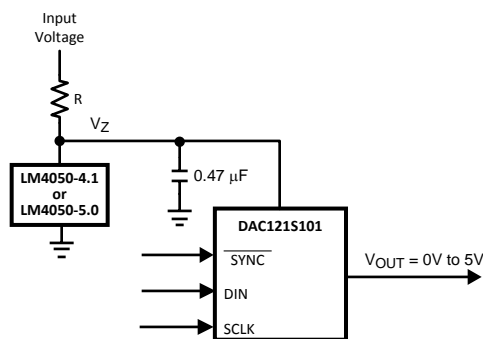 Input
Voltage
R
VZ
LM4050-4.1
or
LM4050-5.0
0.47 μF
DAC121S101
SYNC
DIN
SCLK
VOUT = 0V to 5V